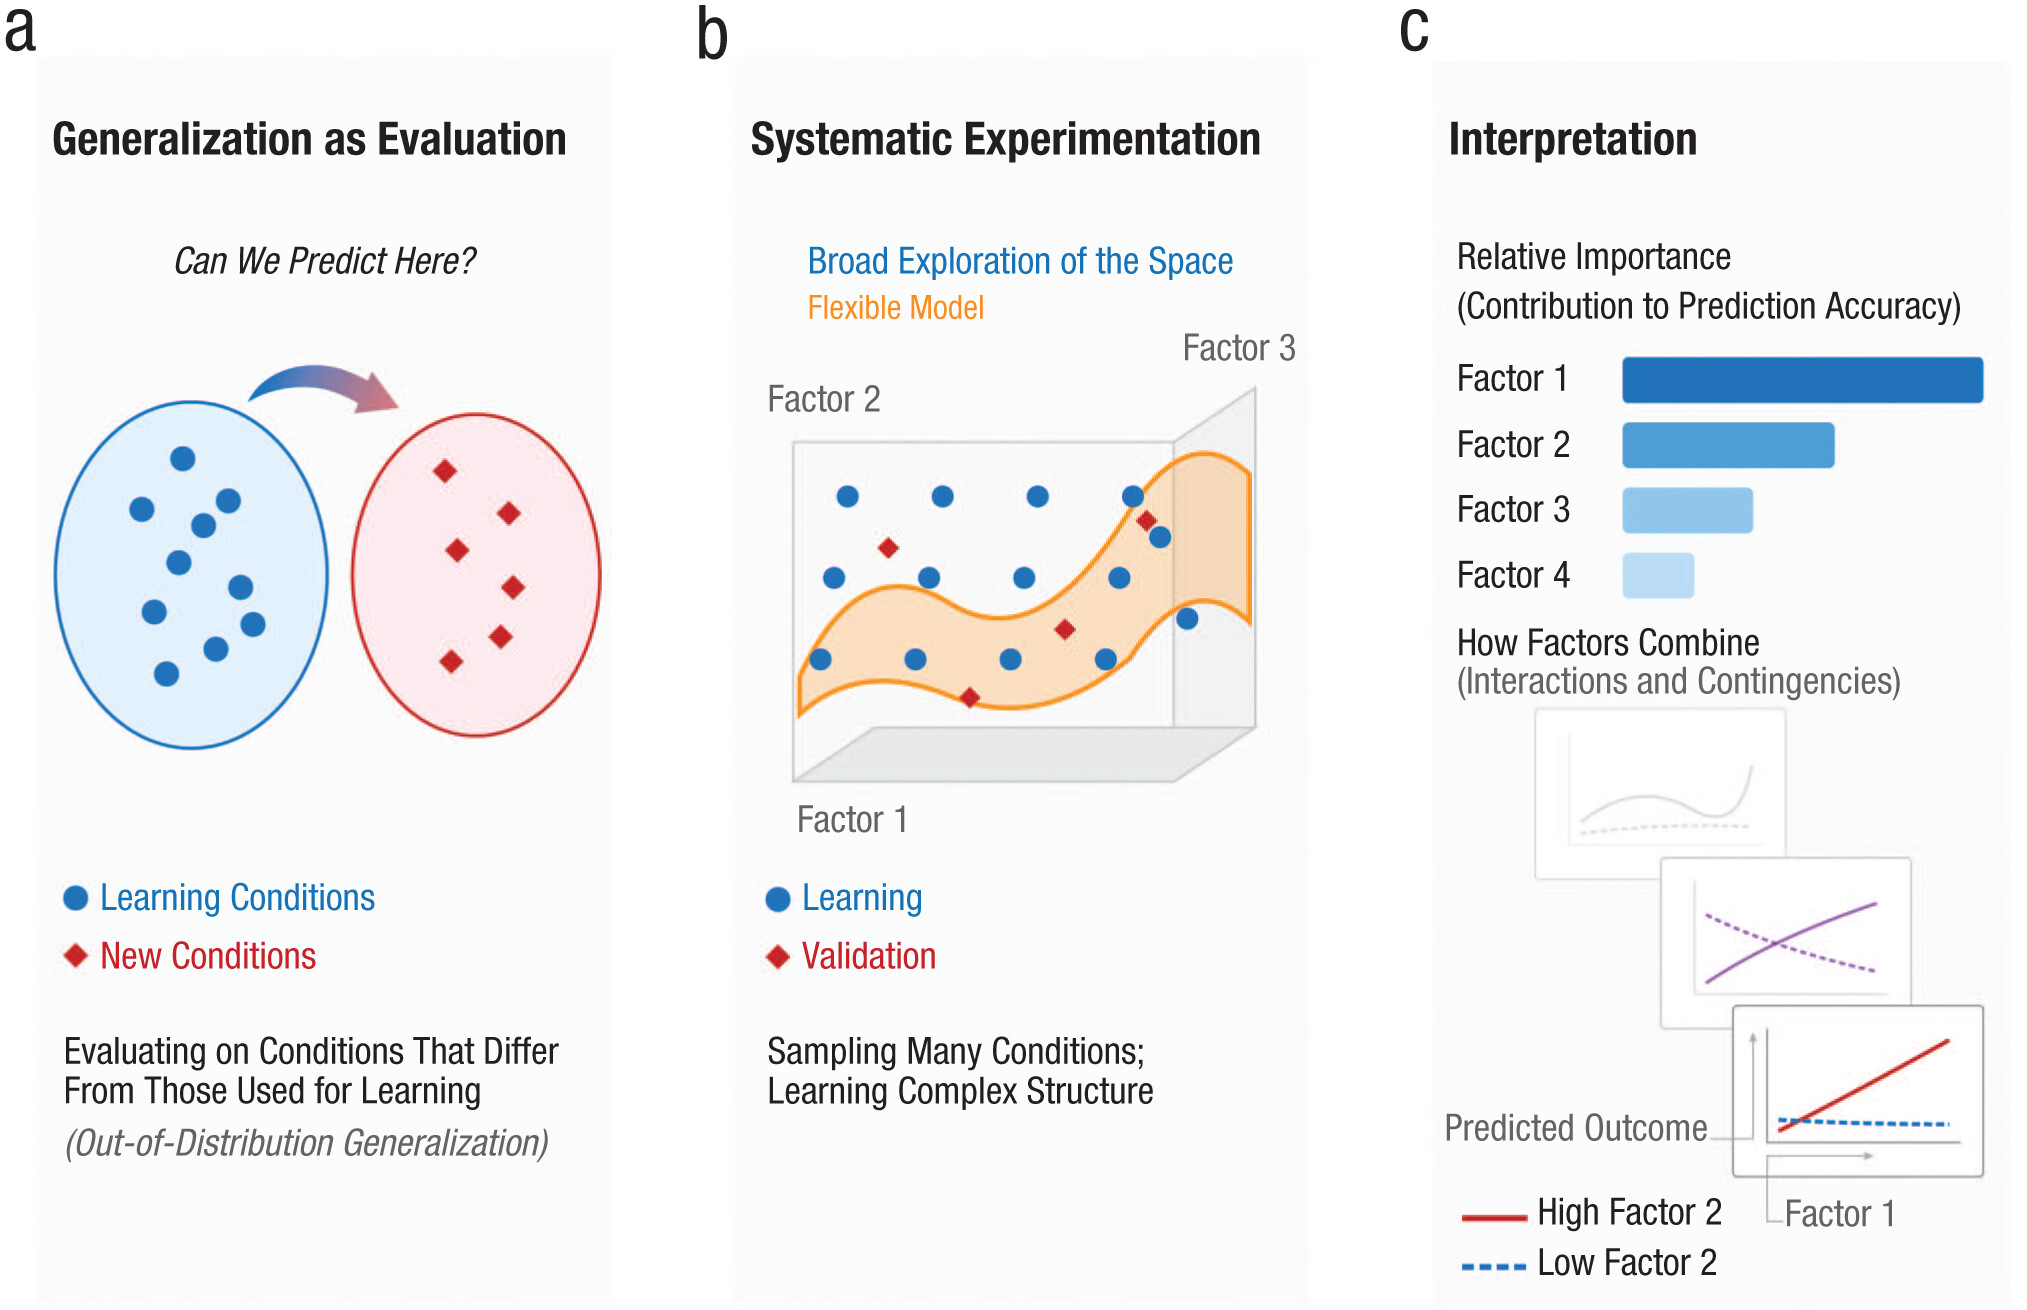 a
Generalization as Evaluation
Can We Predict Here?
Learning Conditions
New Conditions
Evaluating on Conditions That Differ
From Those Used for Learning
(Out-of-Distribution Generalization)
b
Systematic Experimentation
Broad Exploration of the Space
Flexible Model
Factor 3
Factor 2
Factor 1
Learning
Validation
Sampling Many Conditions;
Learning Complex Structure
c
Interpretation
Relative Importance
(Contribution to Prediction Accuracy)
Factor 1
Factor 2
Factor 3
Factor 4
How Factors Combine
(Interactions and Contingencies)
Predicted Outcome
Factor 1
High Factor 2
Low Factor 2